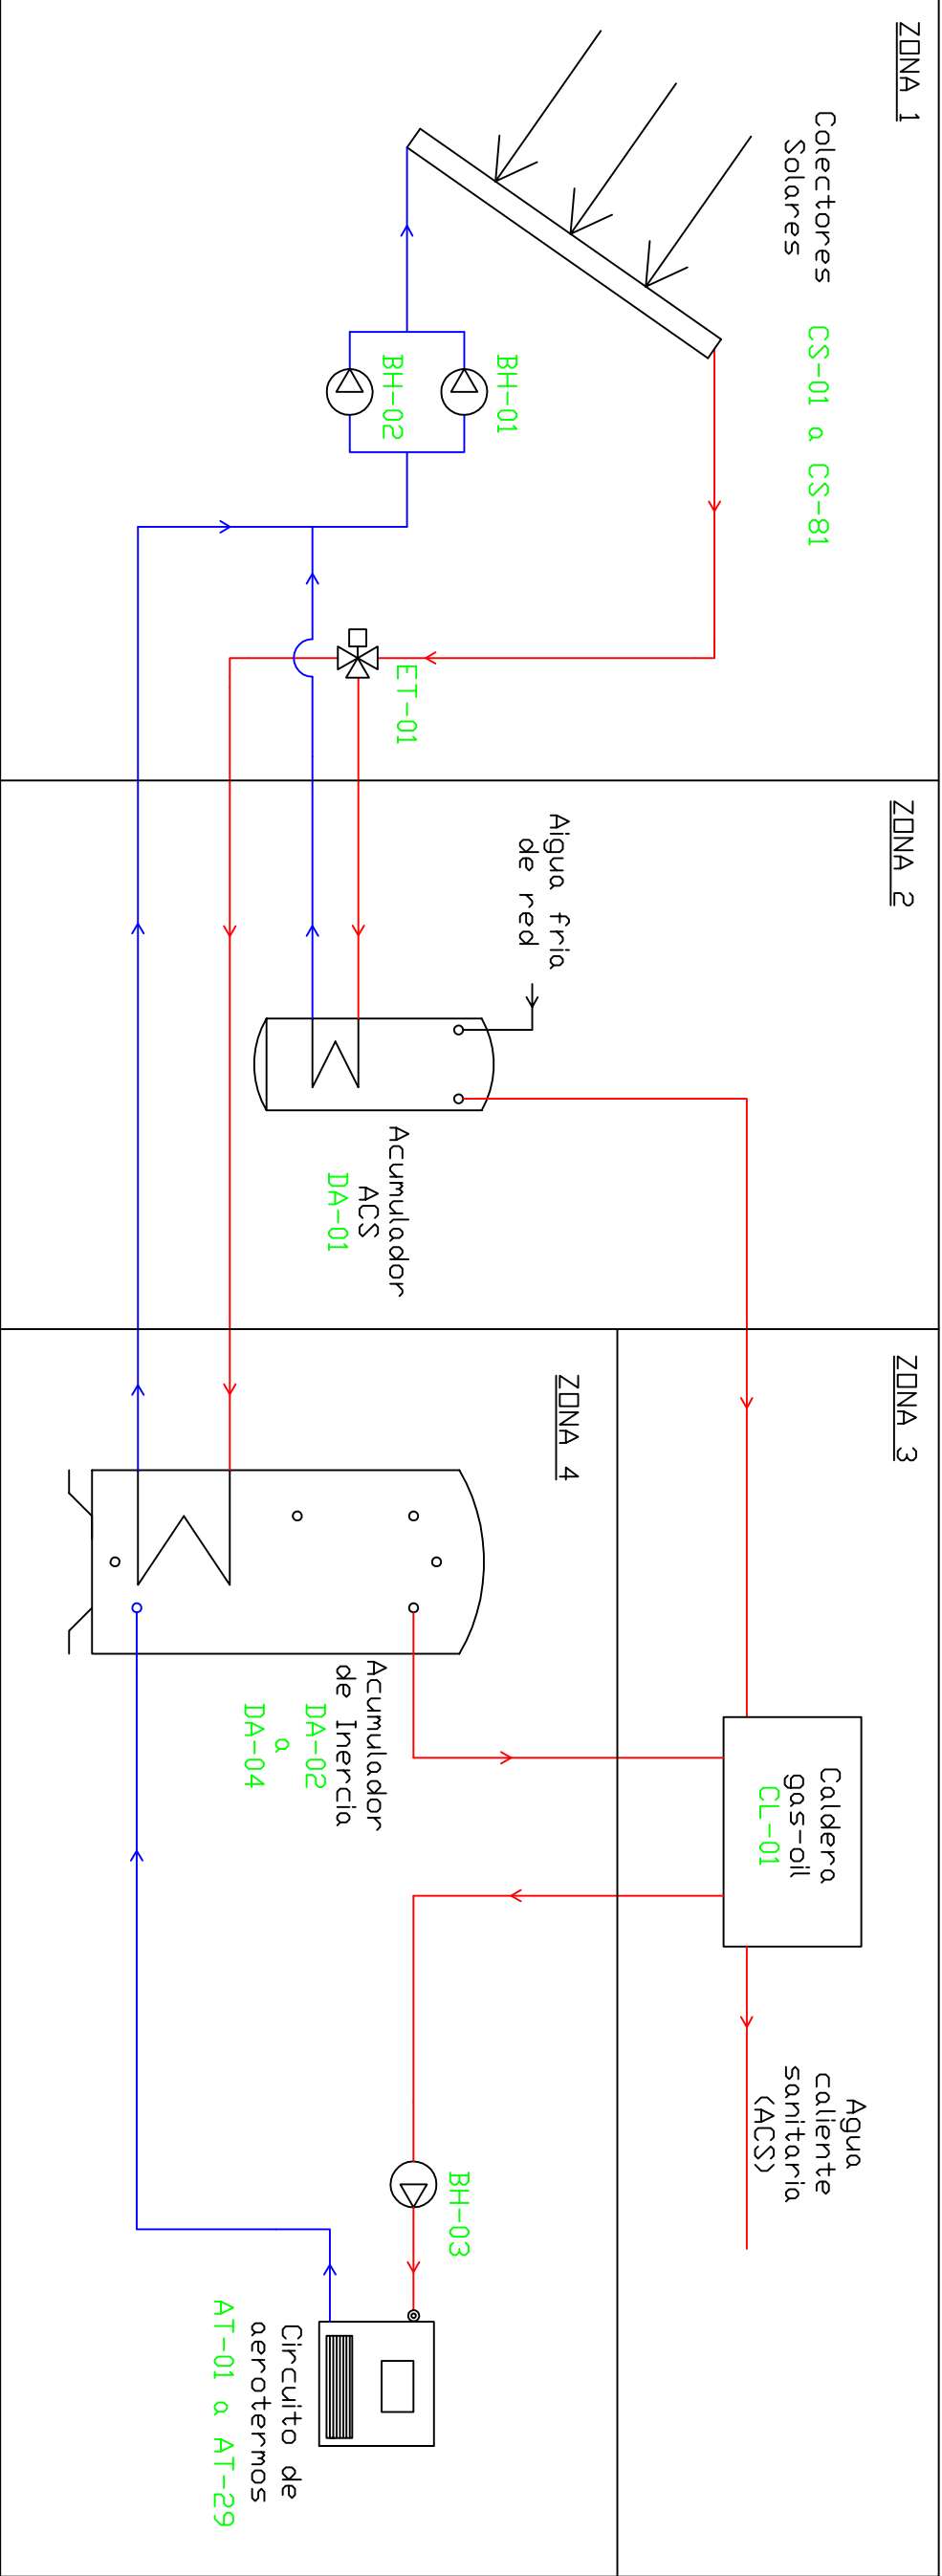 ZONA 1
Colectores
Solares
CS-01 a CS-81
BH-01
BH-02
ET-01
ZONA 2
Aigua fria
de red
Acumulador
ACS
DA-01
ZONA 3
Caldera
gas-oil
CL-01
Agua
caliente
sanitaria
(ACS)
ZONA 4
Acumulador
de Inercia
DA-02
a
DA-04
BH-03
Circuito de
aerotermos
AT-01 a AT-29